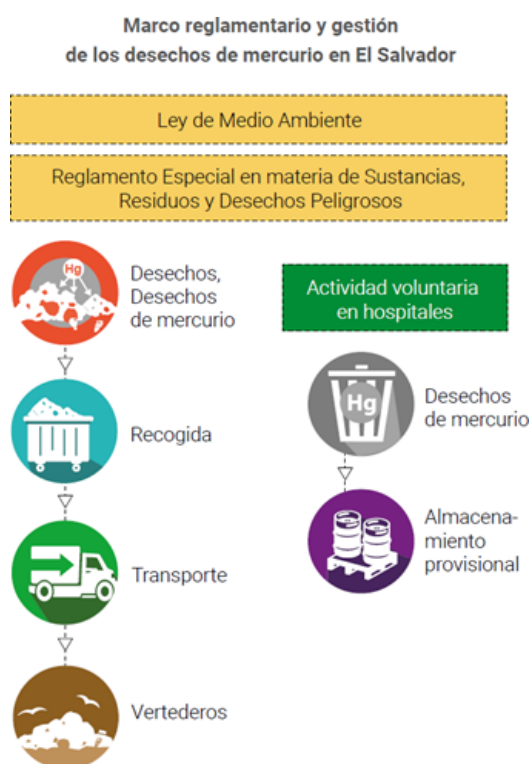 Marco reglamentario y gestión
de los desechos de mercurio en El Salvador
Ley de Medio Ambiente
Reglamento Especial en materia de Sustancias,
Residuos y Desechos Peligrosos
Hg
Desechos,
Desechos
de mercurio
Recogida
Transporte
Vertederos
Actividad voluntaria
en hospitales
Hg
Desechos
de mercurio
Almacena-
miento
provisional